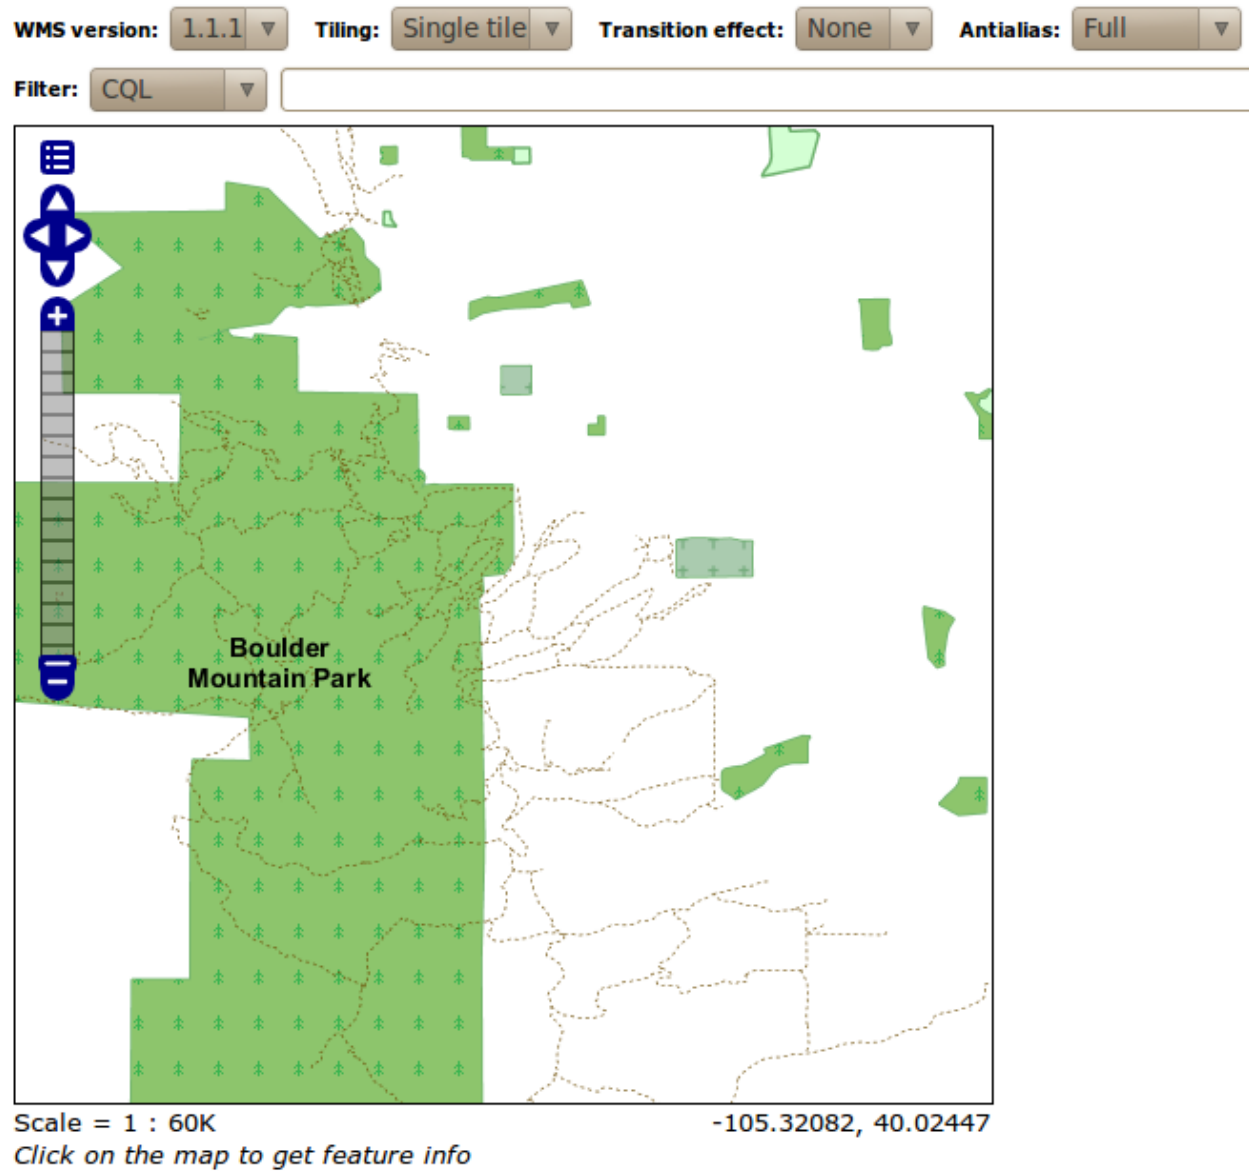 WMS version: 1.1.1 Tiling: Single tile Transition effect: None Antialias: Full
Filter: CQL
Boulder
Mountain Park
Scale = 1 : 60K -105.32082, 40.02447
Click on the map to get feature info